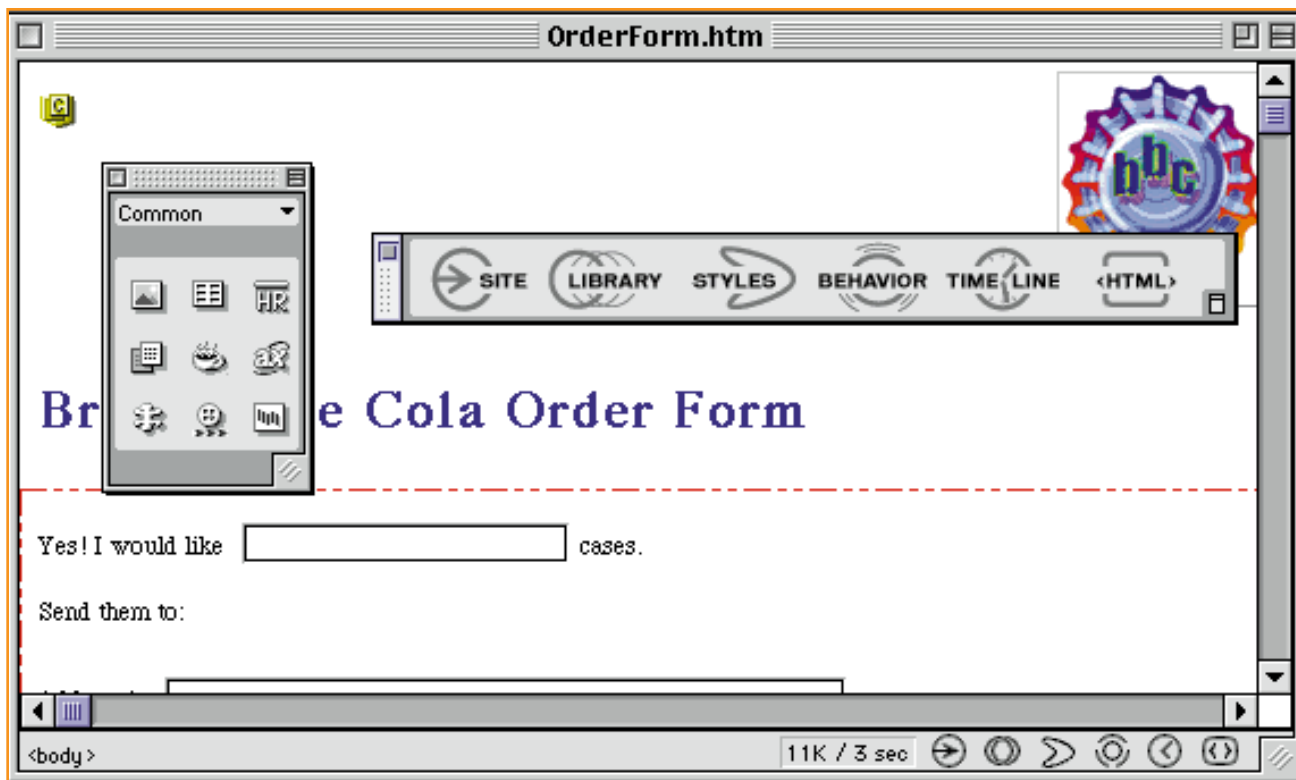 OrderForm.htm
C
bbc
Common
SITE LIBRARY STYLES BEHAVIOR TIME LINE <HTML>
HR
Br e Cola Order Form
Yes! I would like cases.
Send them to:
<body> 11K / 3 sec